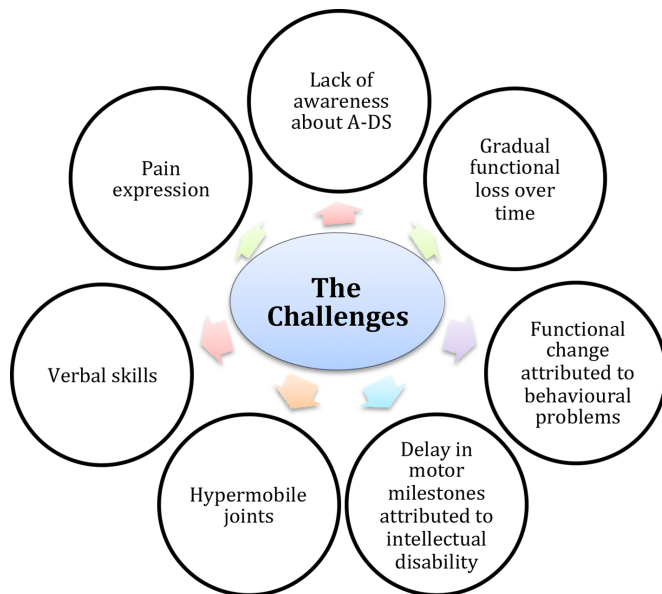 Lack of
awareness
about A-DS
Gradual
functional
loss over
time
Functional
change
attributed to
behavioural
problems
Delay in
motor
milestones
attributed to
intellectual
disability
Hypermobile
joints
Verbal skills
Pain
expression
The
Challenges